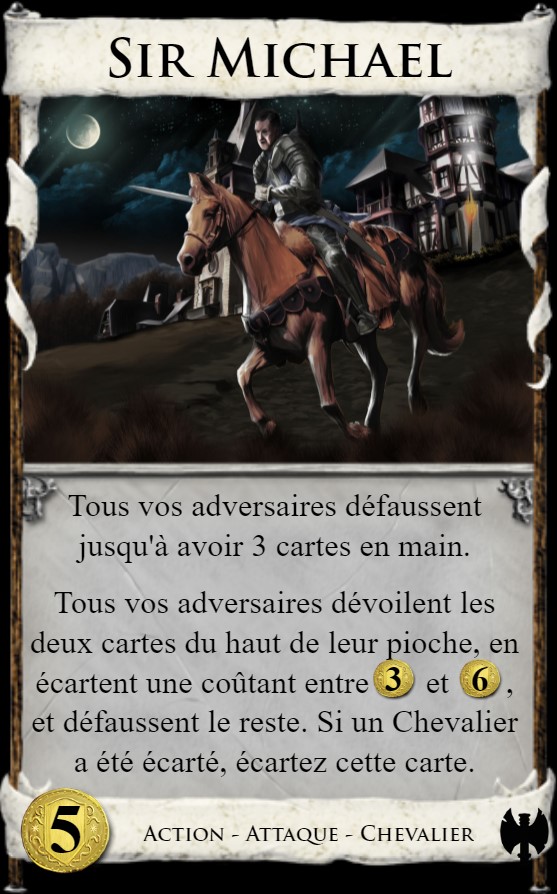 Sir Michael
Tous vos adversaires défaussent
jusqu'à avoir 3 cartes en main.
Tous vos adversaires dévoilent les
deux cartes du haut de leur pioche, en
écartent une coûtant entre 3 et 6 ,
et défaussent le reste. Si un Chevalier
a été écarté, écartez cette carte.
5 Action - Attaque - Chevalier